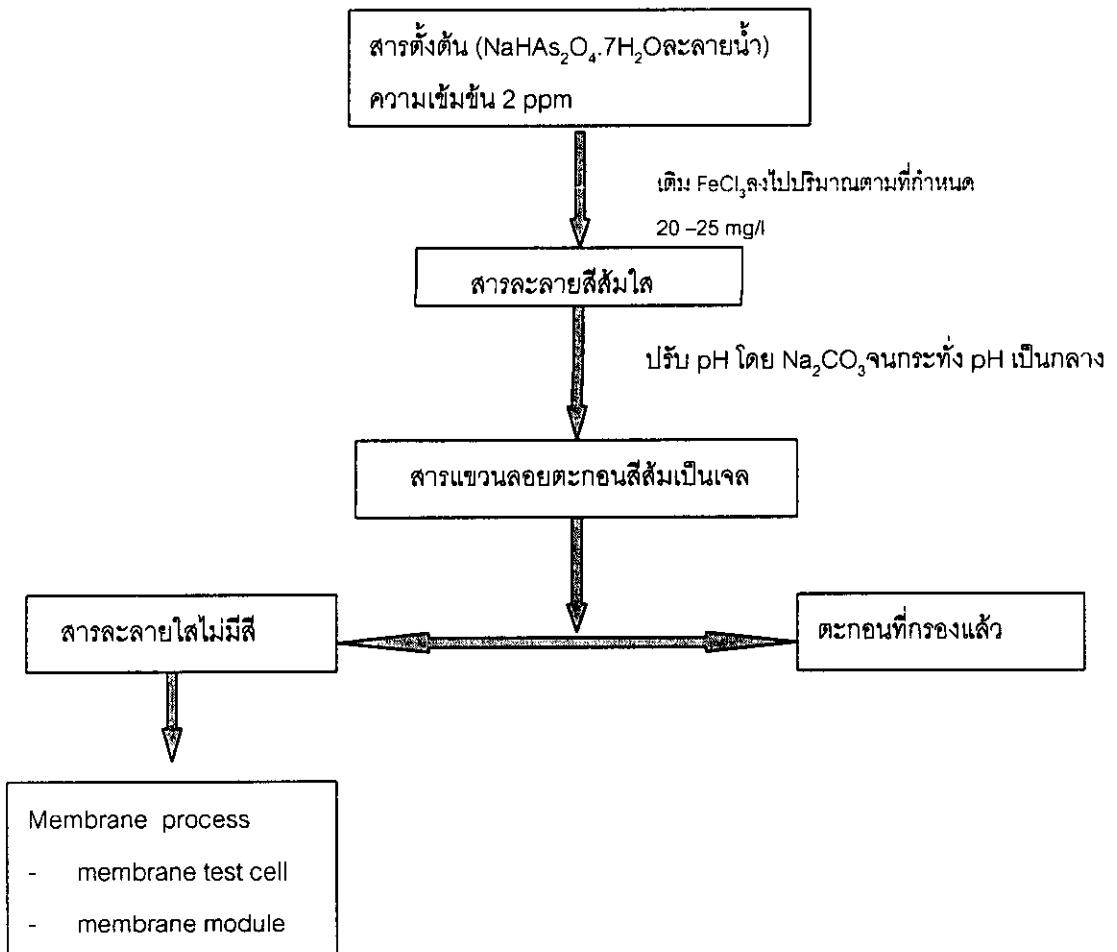 สารตั้งต้น (NaHAs₂O₄.7H₂Oละลายน้ำ)
ความเข้มข้น 2 ppm
เติม FeCl₃ลงไปปริมาณตามที่กำหนด
20 –25 mg/l
สารละลายสีส้มใส
ปรับ pH โดย Na₂CO₃จนกระทั่ง pH เป็นกลาง
สารแขวนลอยตะกอนสีส้มเป็นเจล
สารละลายใสไม่มีสี
ตะกอนที่กรองแล้ว
Membrane process
- membrane test cell
- membrane module